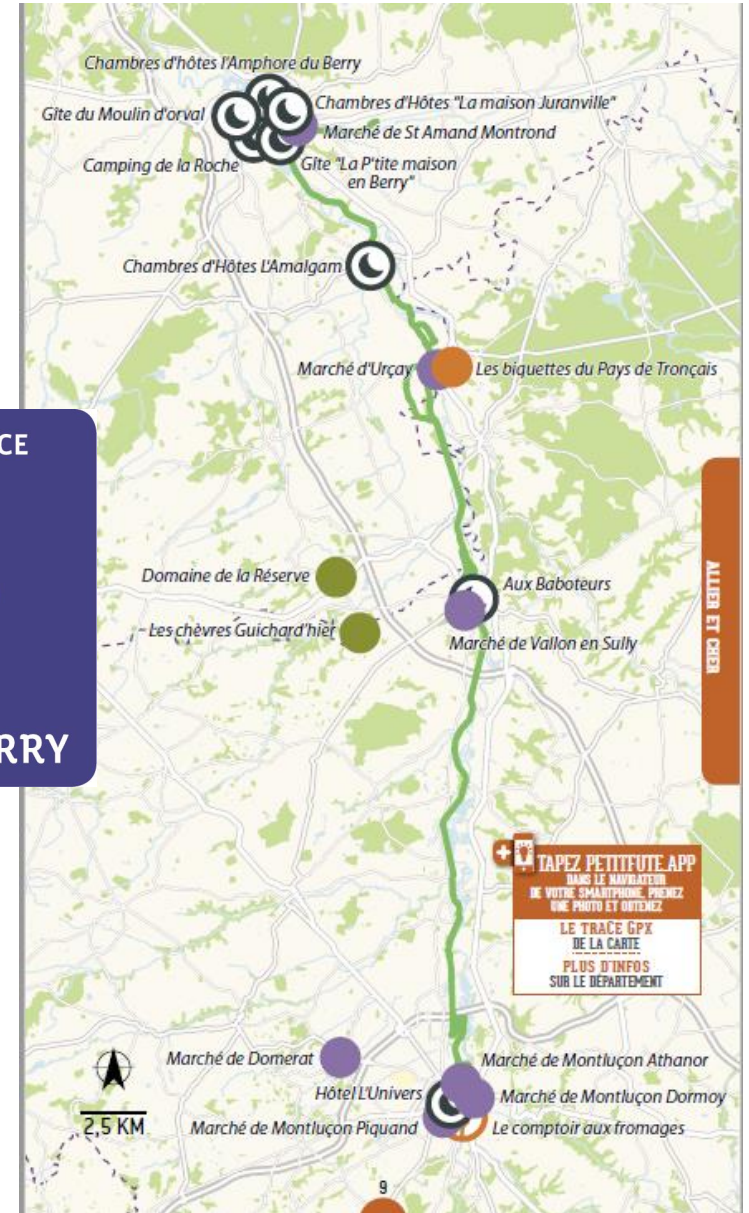 Chambres d'hôtes l'Amphore du Berry
Gîte du Moulin d'orval
Chambres d'Hôtes "La maison Juranville"
Marché de St Amand Montrond
Camping de la Roche
Gîte "La P'tite maison
en Berry"
Chambres d'Hôtes L'Amalgam
Marché d'Urçay
Les biquettes du Pays de Tronçais
CE
RRY
Domaine de la Réserve
Aux Baboteurs
Les chèvres Guichard'hier
Marché de Vallon en Sully
ALLIER ET CHER
TAPEZ PETITFUTE.APP
DANS LE NAVIGATEUR
DE VOTRE SMARTPHONE, PRENEZ
UNE PHOTO ET OBTENEZ
LE TRACE GPX
DE LA CARTE
PLUS D'INFOS
SUR LE DÉPARTEMENT
Marché de Domerat
Marché de Montluçon Athanor
Hôtel L'Univers
Marché de Montluçon Dormoy
2,5 KM
Marché de Montluçon Piquand
Le comptoir aux fromages
9